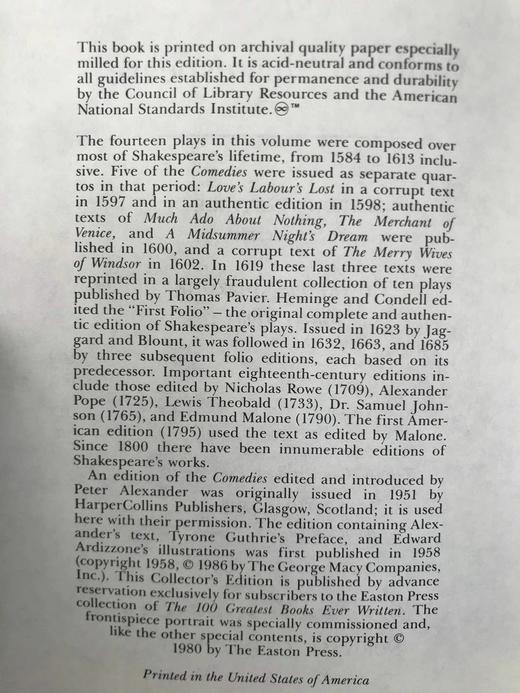 This book is printed on archival quality paper especially
milled for this edition. It is acid-neutral and conforms to
all guidelines established for permanence and durability
by the Council of Library Resources and the American
National Standards Institute.♾™
The fourteen plays in this volume were composed over
most of Shakespeare's lifetime, from 1584 to 1613 inclu-
sive. Five of the Comedies were issued as separate quar-
tos in that period: Love's Labour's Lost in a corrupt text
in 1597 and in an authentic edition in 1598; authentic
texts of Much Ado About Nothing, The Merchant of
Venice, and A Midsummer Night's Dream were pub-
lished in 1600, and a corrupt text of The Merry Wives
of Windsor in 1602. In 1619 these last three texts were
reprinted in a largely fraudulent collection of ten plays
published by Thomas Pavier. Heminge and Condell ed-
ited the "First Folio" – the original complete and authen-
tic edition of Shakespeare's plays. Issued in 1623 by Jag-
gard and Blount, it was followed in 1632, 1663, and 1685
by three subsequent folio editions, each based on its
predecessor. Important eighteenth-century editions in-
clude those edited by Nicholas Rowe (1709), Alexander
Pope (1725), Lewis Theobald (1733), Dr. Samuel John-
son (1765), and Edmund Malone (1790). The first Amer-
ican edition (1795) used the text as edited by Malone.
Since 1800 there have been innumerable editions of
Shakespeare's works.
An edition of the Comedies edited and introduced by
Peter Alexander was originally issued in 1951 by
HarperCollins Publishers, Glasgow, Scotland; it is used
here with their permission. The edition containing Alex-
ander's text, Tyrone Guthrie's Preface, and Edward
Ardizzone's illustrations was first published in 1958
(copyright 1958, © 1986 by The George Macy Companies,
Inc.). This Collector's Edition is published by advance
reservation exclusively for subscribers to the Easton Press
collection of The 100 Greatest Books Ever Written. The
frontispiece portrait was specially commissioned and,
like the other special contents, is copyright ©
1980 by The Easton Press.
Printed in the United States of America